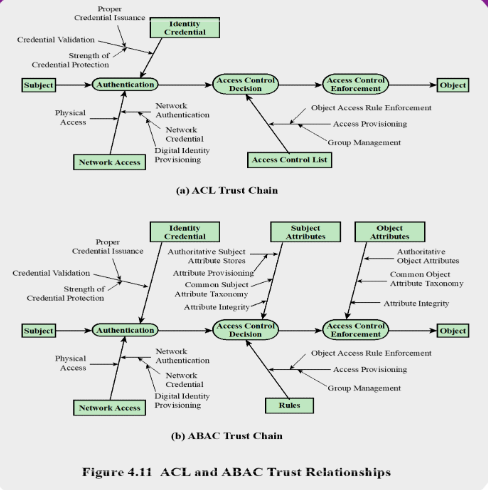 Proper
Credential Issuance
Identity
Credential
Credential Validation
Strength of
Credential Protection
Subject
Authentication
Access Control
Decision
Access Control
Enforcement
Object
Physical
Access
Network
Authentication
Network
Credential
Digital Identity
Provisioning
Network Access
Object Access Rule Enforcement
Access Provisioning
Group Management
Access Control List
(a) ACL Trust Chain
Identity
Credential
Subject
Attributes
Object
Attributes
Proper
Credential Issuance
Credential Validation
Strength of
Credential Protection
Authoritative Subject
Attribute Stores
Attribute Provisioning
Common Subject
Attribute Taxonomy
Attribute Integrity
Authoritative
Object Attributes
Common Object
Attribute Taxonomy
Attribute Integrity
Subject
Authentication
Access Control
Decision
Access Control
Enforcement
Object
Physical
Access
Network
Authentication
Network
Credential
Digital Identity
Provisioning
Network Access
Object Access Rule Enforcement
Access Provisioning
Group Management
Rules
(b) ABAC Trust Chain
Figure 4.11 ACL and ABAC Trust Relationships